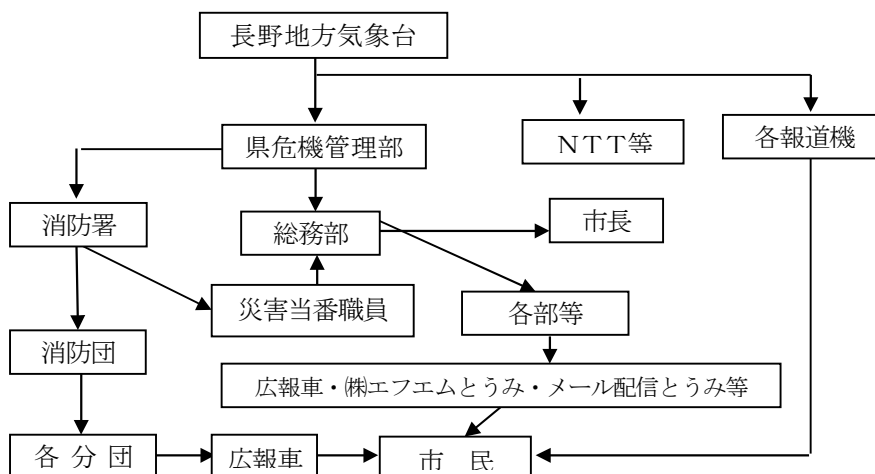 長野地方気象台
県危機管理部
ＮＴＴ等
各報道機
消防署
総務部
市長
災害当番職員
各部等
消防団
広報車・㈱エフエムとうみ・メール配信とうみ等
各 分 団
広報車
市　民